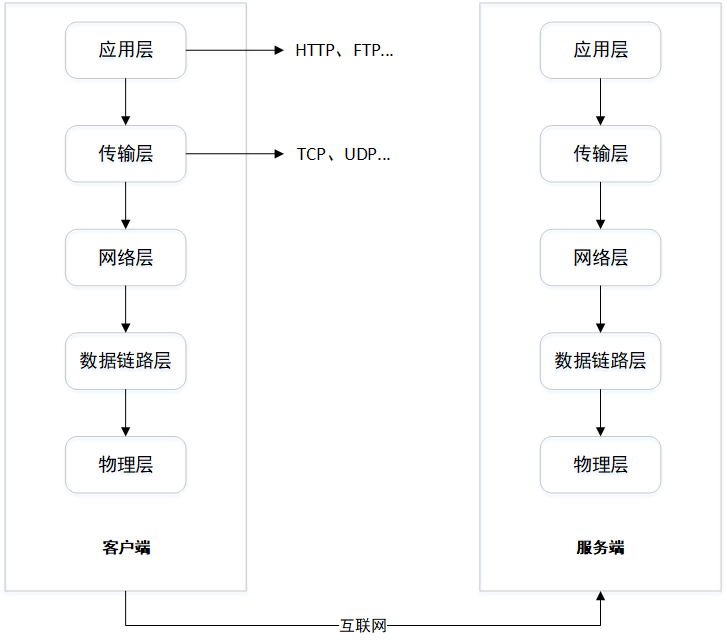 应用层
HTTP、FTP...
传输层
TCP、UDP...
网络层
数据链路层
物理层
客户端
应用层
传输层
网络层
数据链路层
物理层
服务端
互联网